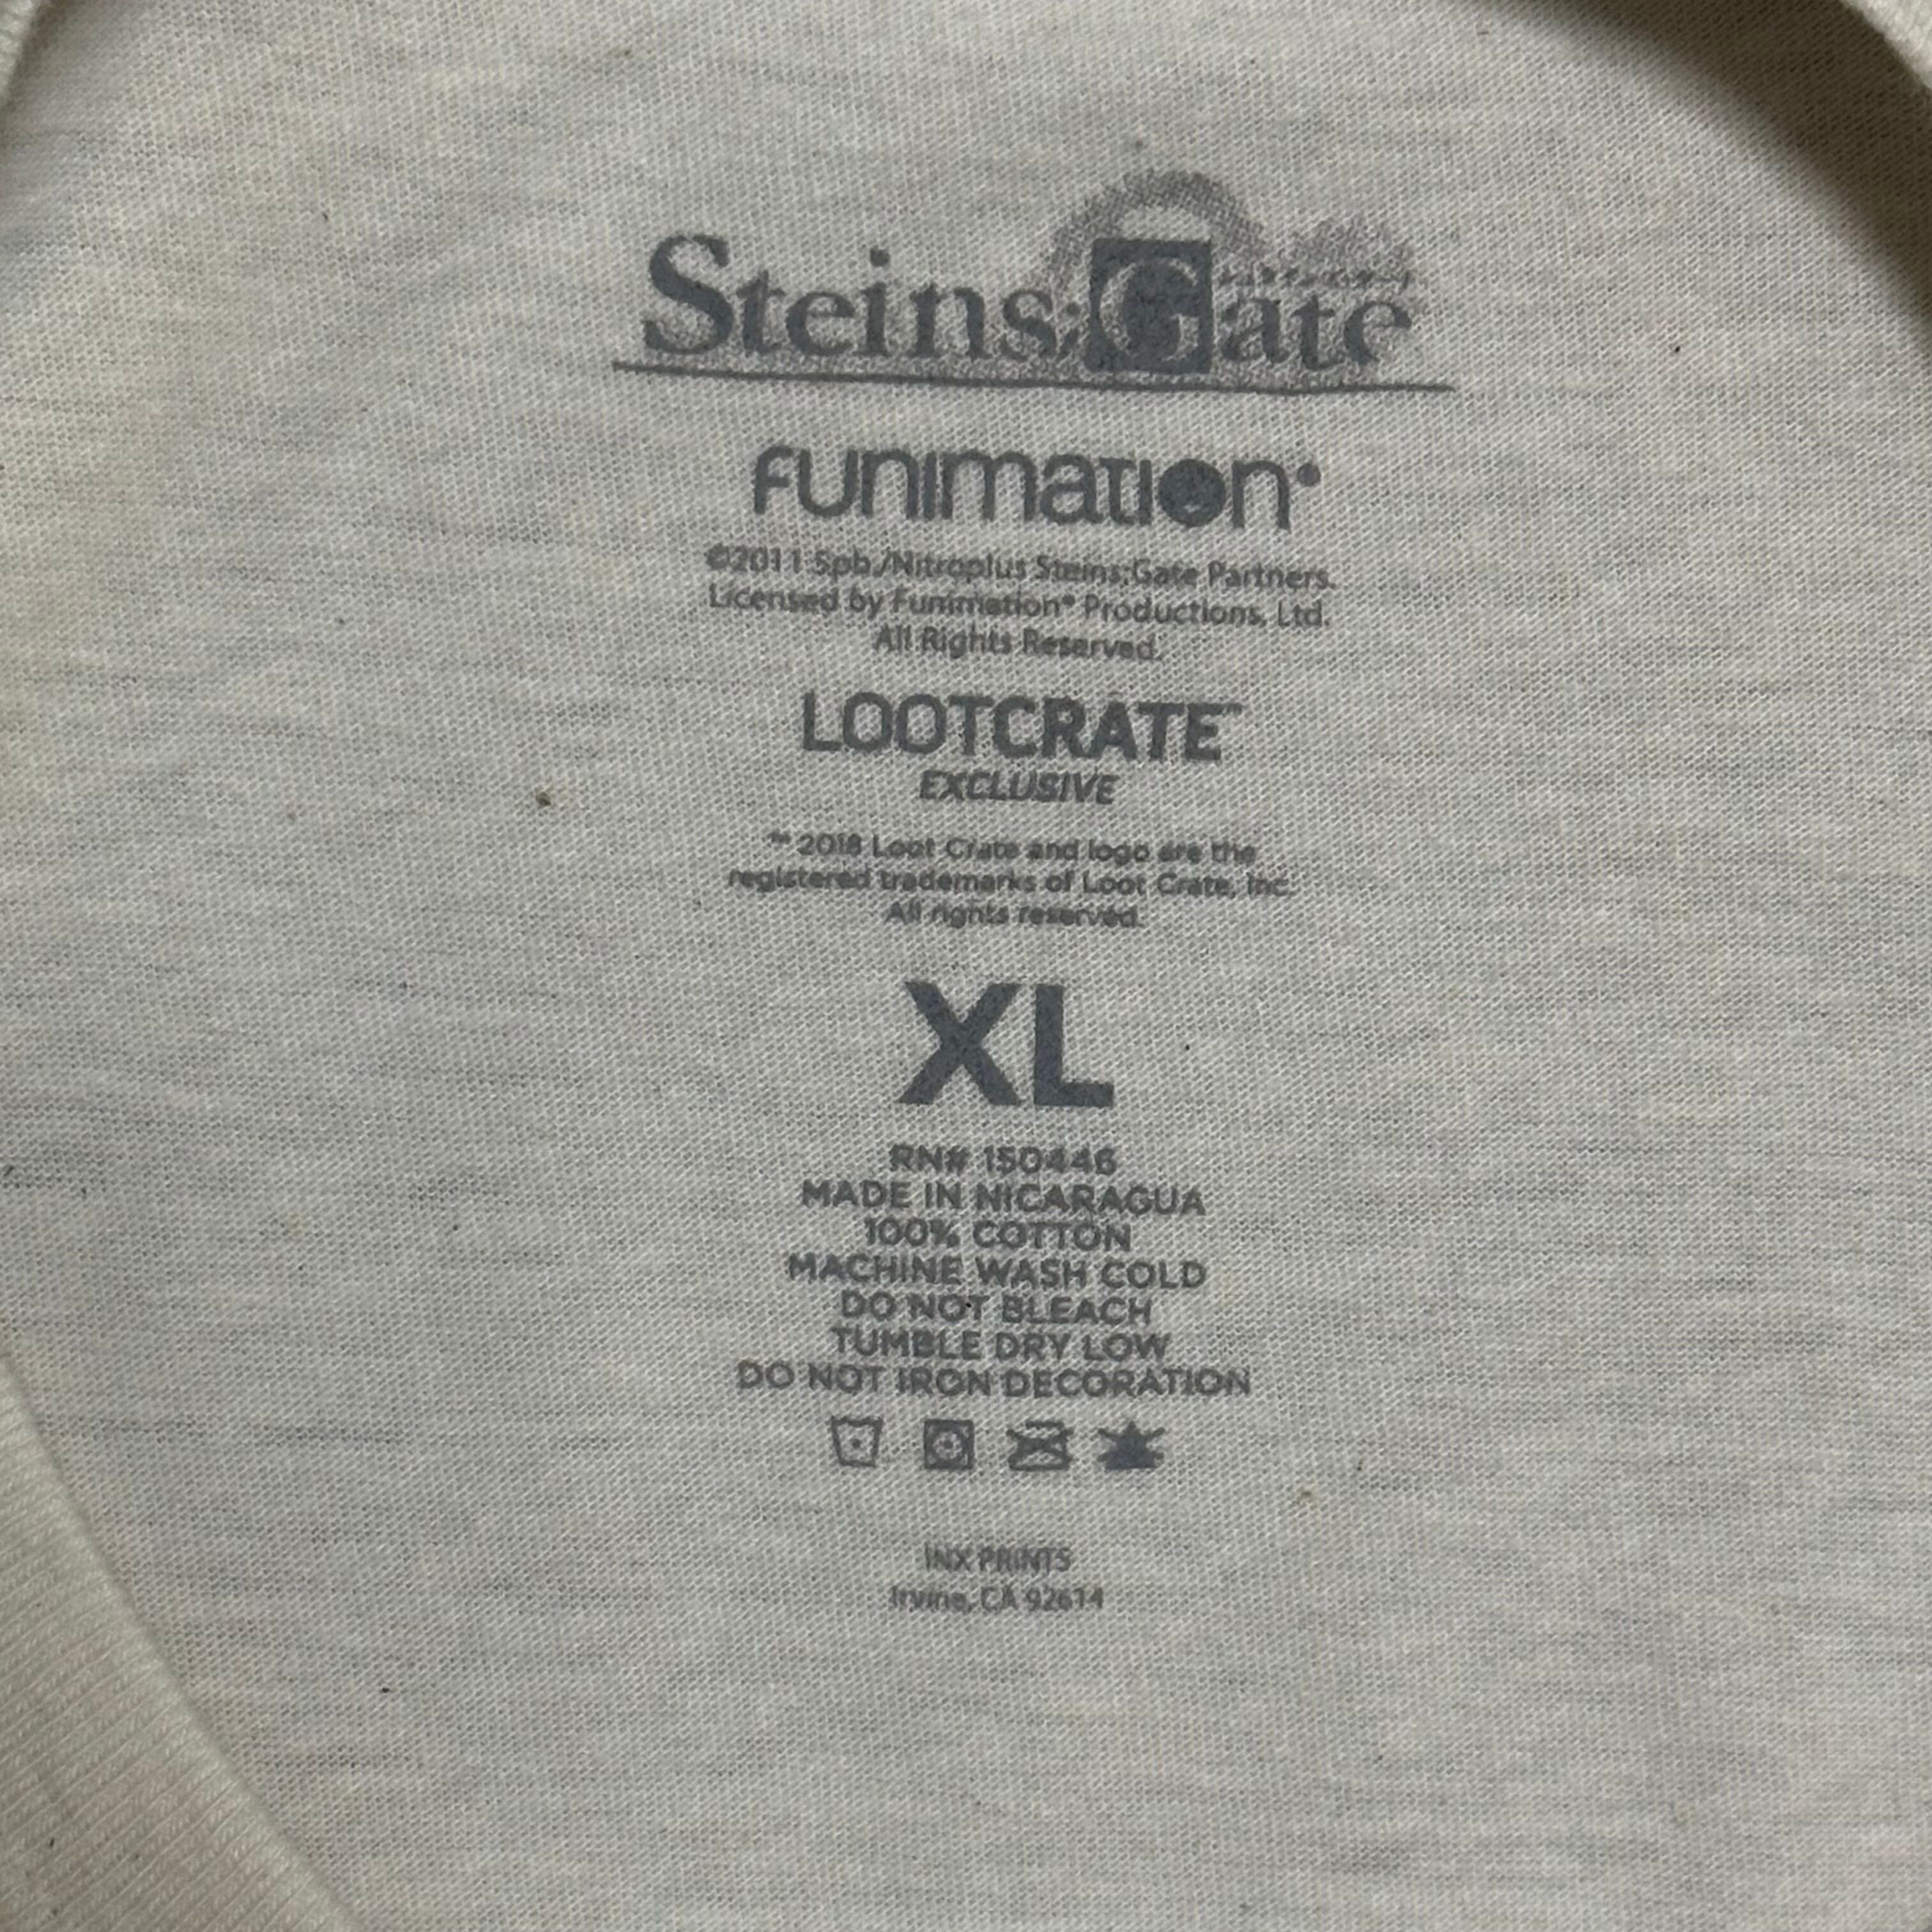 Steins;Gate
FUNIMATION
©2011 5pb./Nitroplus Steins;Gate Partners.
Licensed by Funimation® Productions, Ltd.
All Rights Reserved.
LOOTCRATE™
EXCLUSIVE
™ 2018 Loot Crate and logo are the
registered trademarks of Loot Crate, Inc.
All rights reserved.
XL
RN# 150446
MADE IN NICARAGUA
100% COTTON
MACHINE WASH COLD
DO NOT BLEACH
TUMBLE DRY LOW
DO NOT IRON DECORATION
INX PRINTS
Irvine, CA 92614